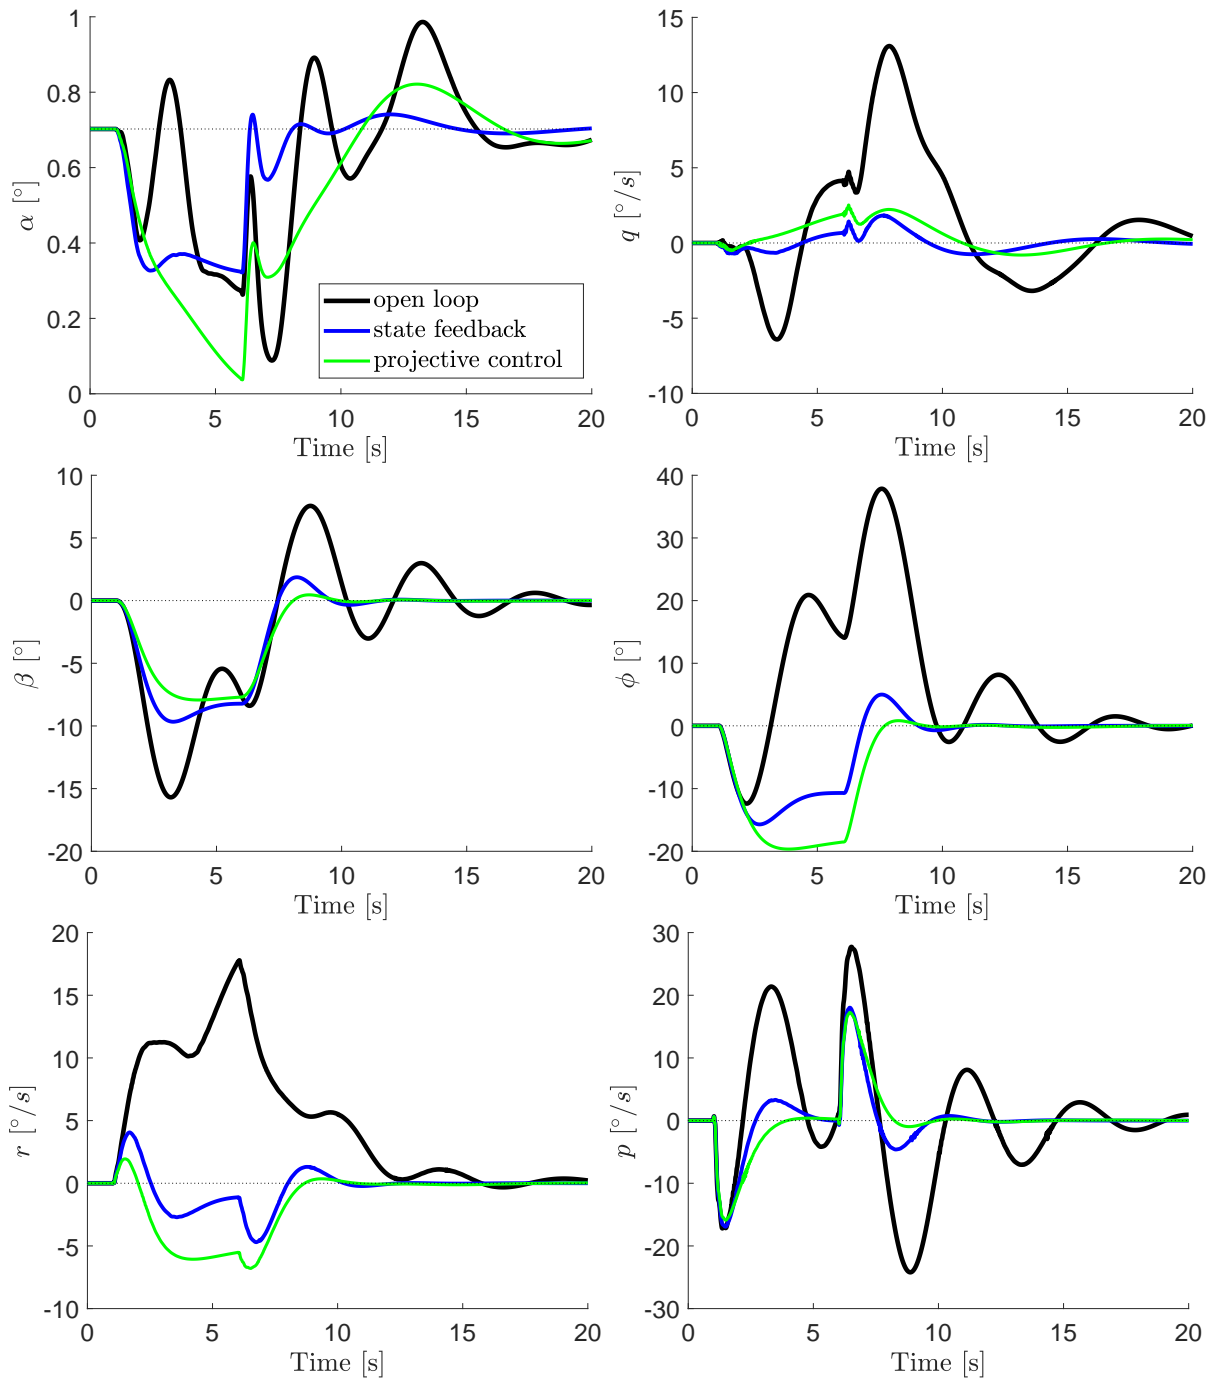 1
0.8
0.6
0.4
0.2
0
α [°]
0 5 10 15 20
Time [s]
open loop
state feedback
projective control
15
10
5
0
-5
-10
q [°/s]
0 5 10 15 20
Time [s]
10
5
0
-5
-10
-15
-20
β [°]
0 5 10 15 20
Time [s]
40
30
20
10
0
-10
-20
ϕ [°]
0 5 10 15 20
Time [s]
20
15
10
5
0
-5
-10
r [°/s]
0 5 10 15 20
Time [s]
30
20
10
0
-10
-20
-30
p [°/s]
0 5 10 15 20
Time [s]